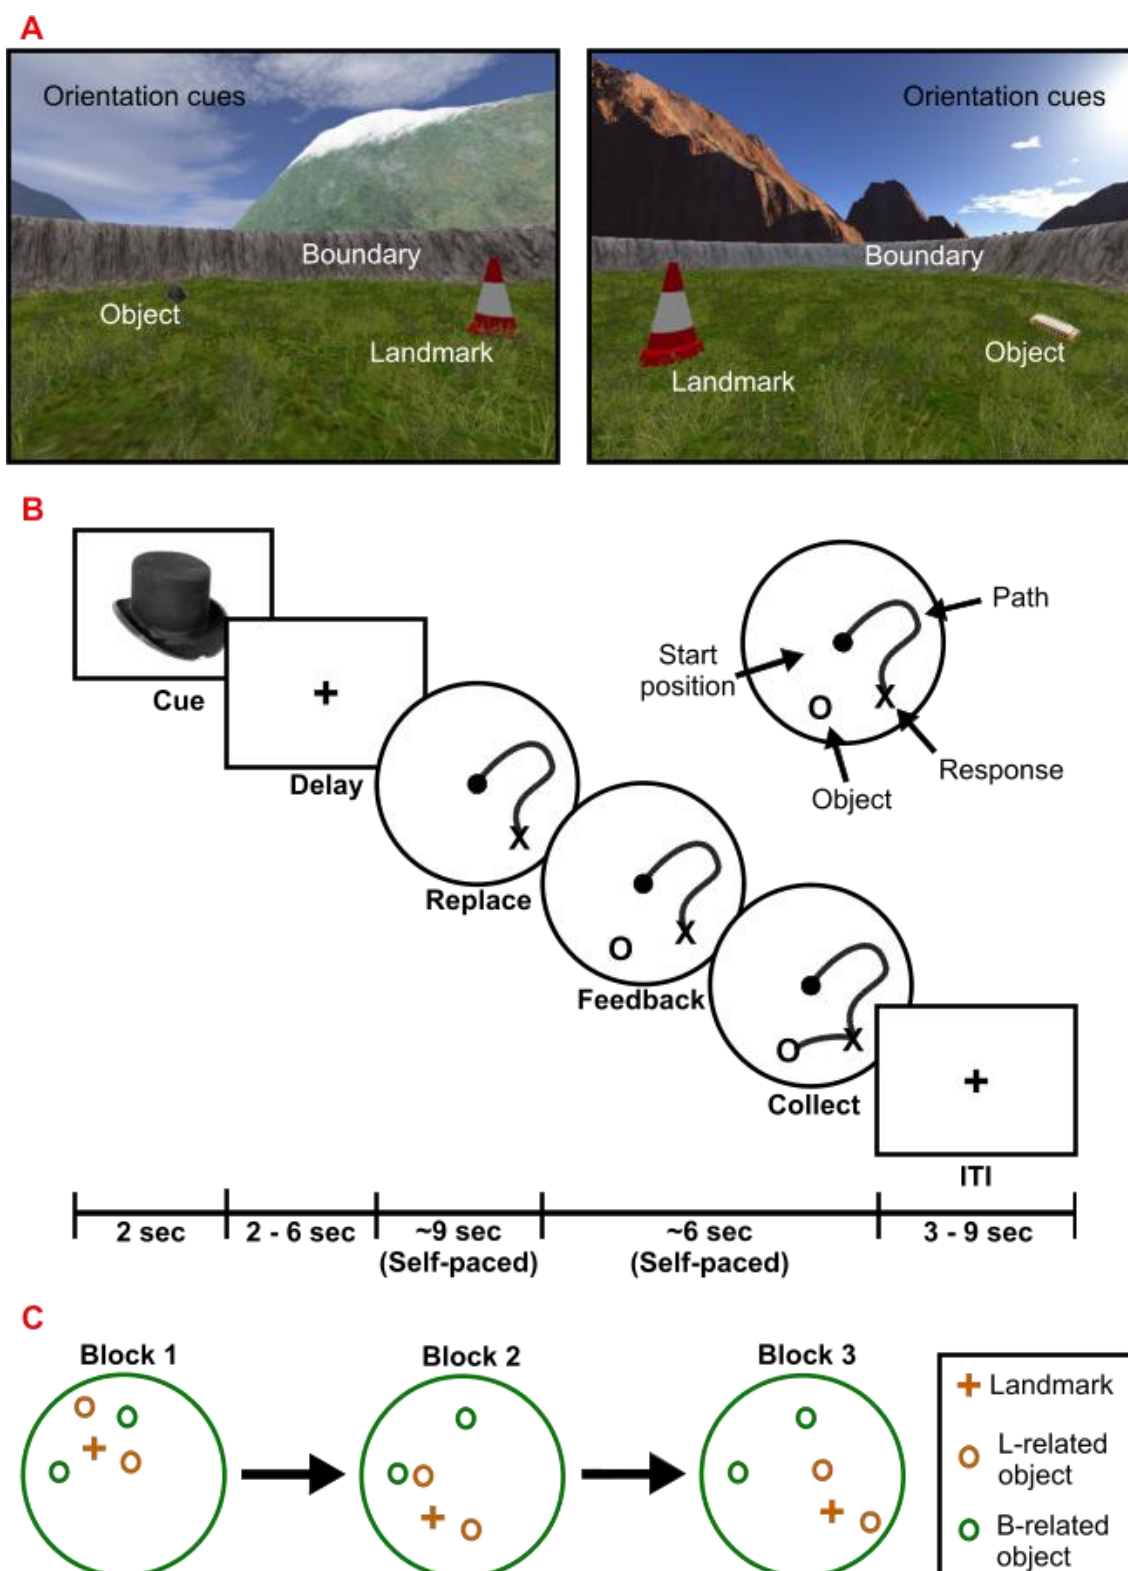 A
Orientation cues
Boundary
Object
Landmark
Orientation cues
Boundary
Object
Landmark
B
Cue
Delay
Replace
Feedback
Collect
ITI
Start
position
Path
Response
Object
X
O
X
O
X
O
X
2 sec
2 - 6 sec
~9 sec
(Self-paced)
~6 sec
(Self-paced)
3 - 9 sec
C
Block 1
Block 2
Block 3
Landmark
L-related
object
B-related
object